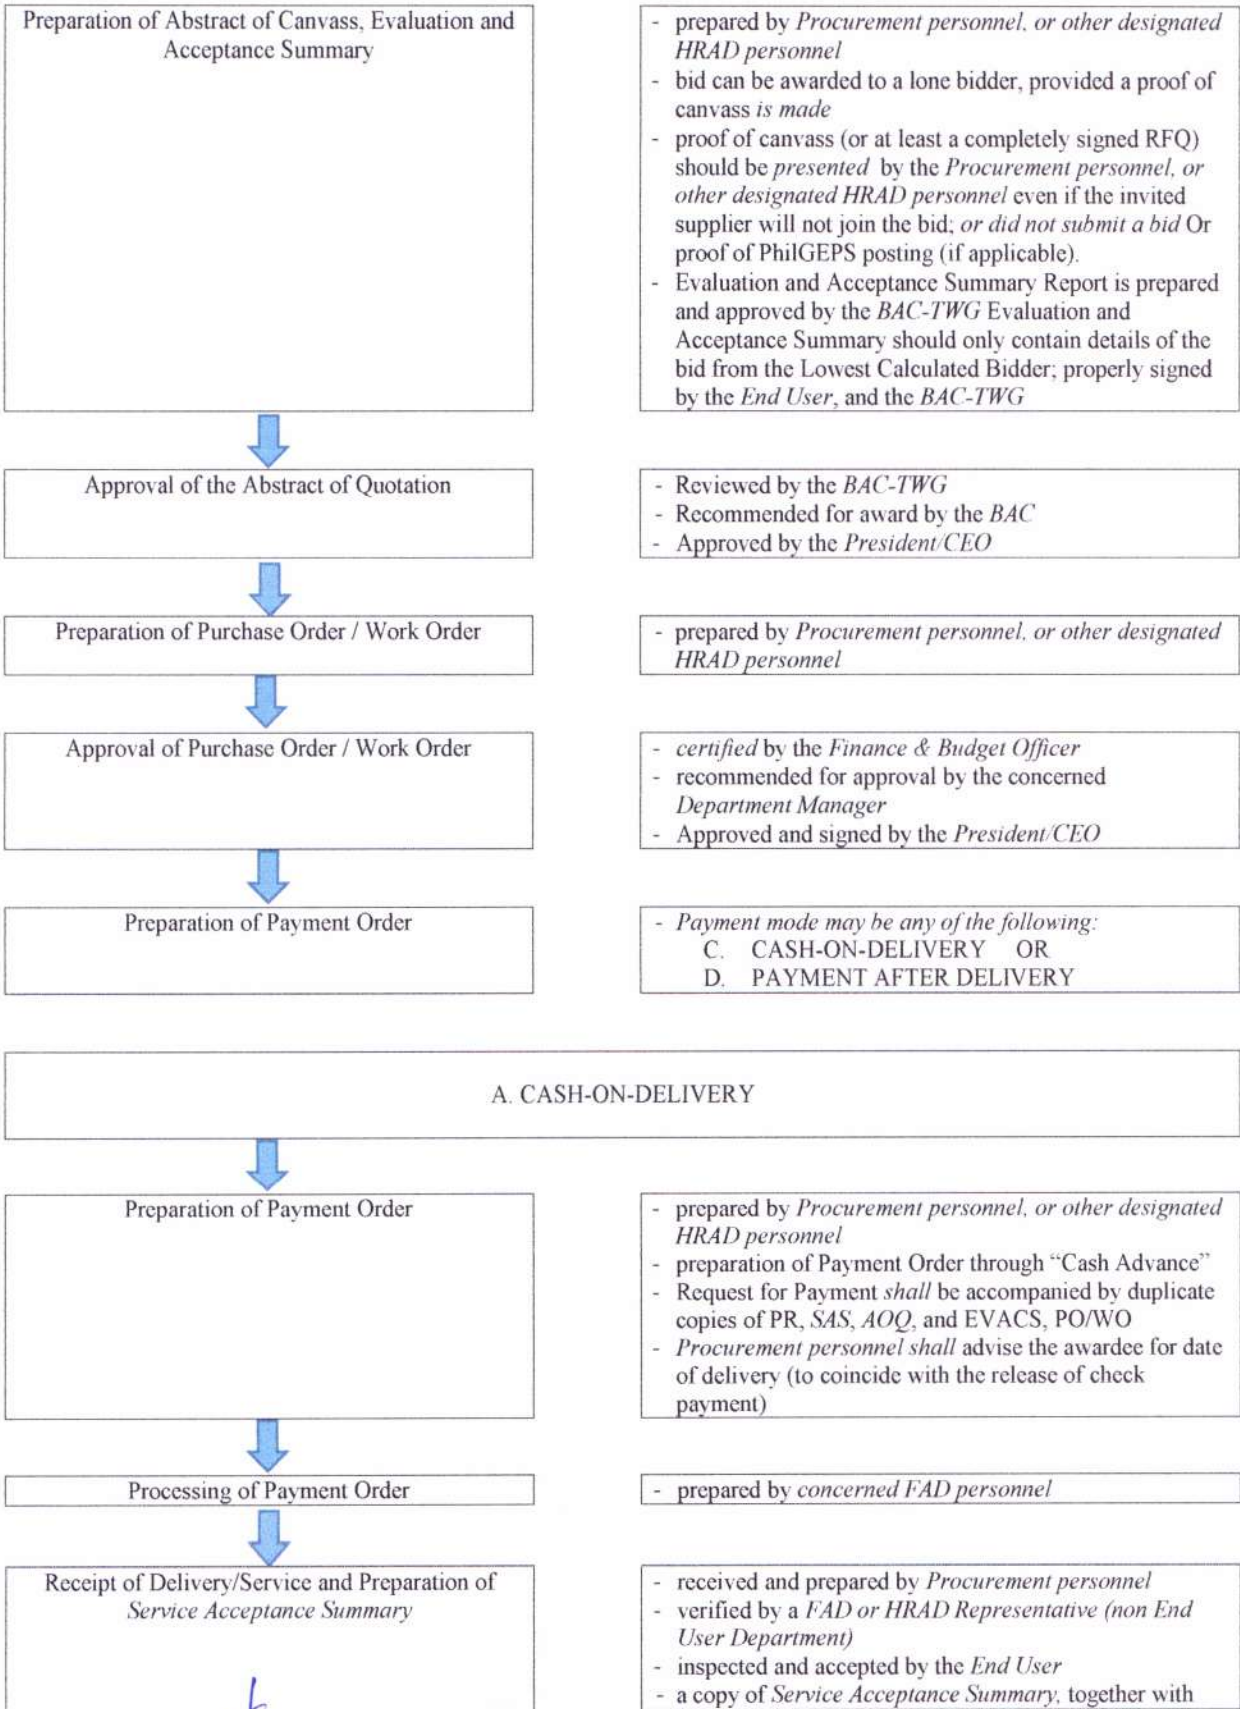 Preparation of Abstract of Canvass, Evaluation and
Acceptance Summary
- prepared by Procurement personnel, or other designated
HRAD personnel
- bid can be awarded to a lone bidder, provided a proof of
canvass is made
- proof of canvass (or at least a completely signed RFQ)
should be presented by the Procurement personnel, or
other designated HRAD personnel even if the invited
supplier will not join the bid; or did not submit a bid Or
proof of PhilGEPS posting (if applicable).
- Evaluation and Acceptance Summary Report is prepared
and approved by the BAC-TWG Evaluation and
Acceptance Summary should only contain details of the
bid from the Lowest Calculated Bidder; properly signed
by the End User, and the BAC-TWG
Approval of the Abstract of Quotation
- Reviewed by the BAC-TWG
- Recommended for award by the BAC
- Approved by the President/CEO
Preparation of Purchase Order / Work Order
- prepared by Procurement personnel, or other designated
HRAD personnel
Approval of Purchase Order / Work Order
- certified by the Finance & Budget Officer
- recommended for approval by the concerned
Department Manager
- Approved and signed by the President/CEO
Preparation of Payment Order
- Payment mode may be any of the following:
C. CASH-ON-DELIVERY OR
D. PAYMENT AFTER DELIVERY
A. CASH-ON-DELIVERY
Preparation of Payment Order
- prepared by Procurement personnel, or other designated
HRAD personnel
- preparation of Payment Order through “Cash Advance”
- Request for Payment shall be accompanied by duplicate
copies of PR, SAS, AOQ, and EVACS, PO/WO
- Procurement personnel shall advise the awardee for date
of delivery (to coincide with the release of check
payment)
Processing of Payment Order
- prepared by concerned FAD personnel
Receipt of Delivery/Service and Preparation of
Service Acceptance Summary
- received and prepared by Procurement personnel
- verified by a FAD or HRAD Representative (non End
User Department)
- inspected and accepted by the End User
- a copy of Service Acceptance Summary, together with